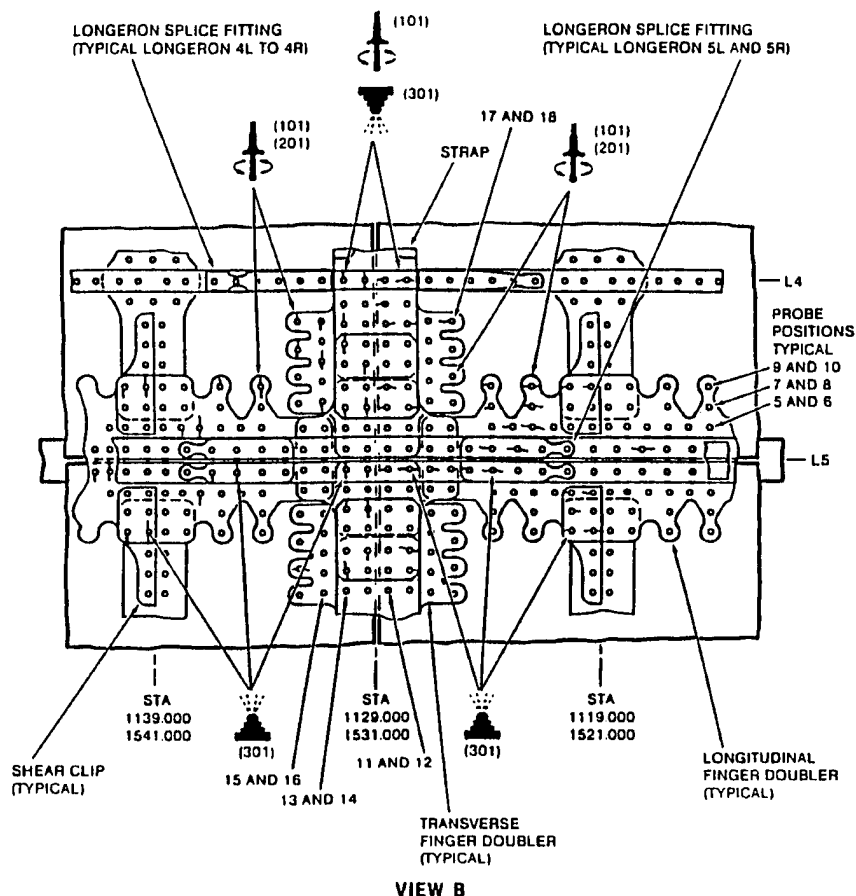 LONGERON SPLICE FITTING
(TYPICAL LONGERON 4L TO 4R)
(101)
(301)
LONGERON SPLICE FITTING
(TYPICAL LONGERON 5L AND 5R)
17 AND 18
(101)
(201)
STRAP
(101)
(201)
L4
PROBE
POSITIONS
TYPICAL
9 AND 10
7 AND 8
5 AND 6
L5
STA
1139.000
1541.000
STA
1129.000
1531.000
STA
1119.000
1521.000
(301)
(301)
SHEAR CLIP
(TYPICAL)
15 AND 16
13 AND 14
11 AND 12
TRANSVERSE
FINGER DOUBLER
(TYPICAL)
LONGITUDINAL
FINGER DOUBLER
(TYPICAL)
VIEW B